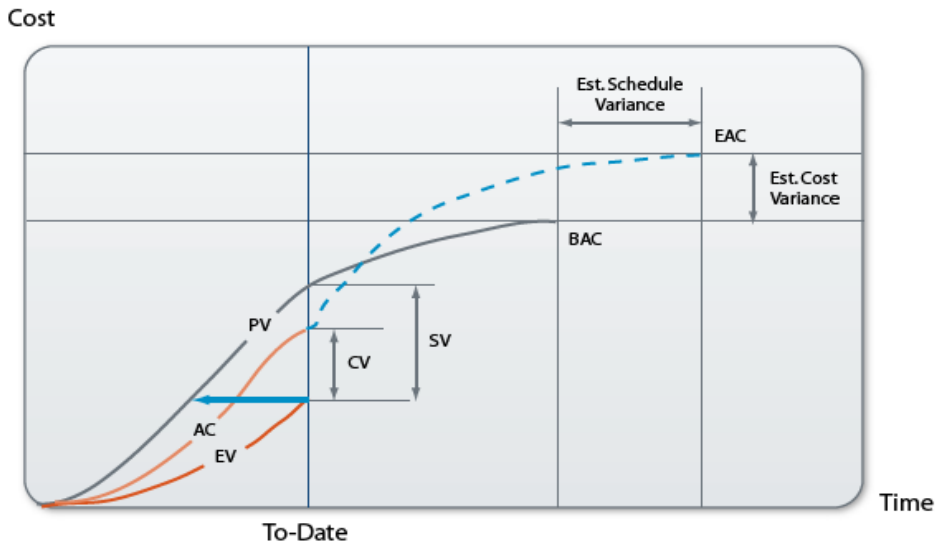 Cost
Est. Schedule
Variance
EAC
Est. Cost
Variance
BAC
PV
SV
CV
AC
EV
Time
To-Date